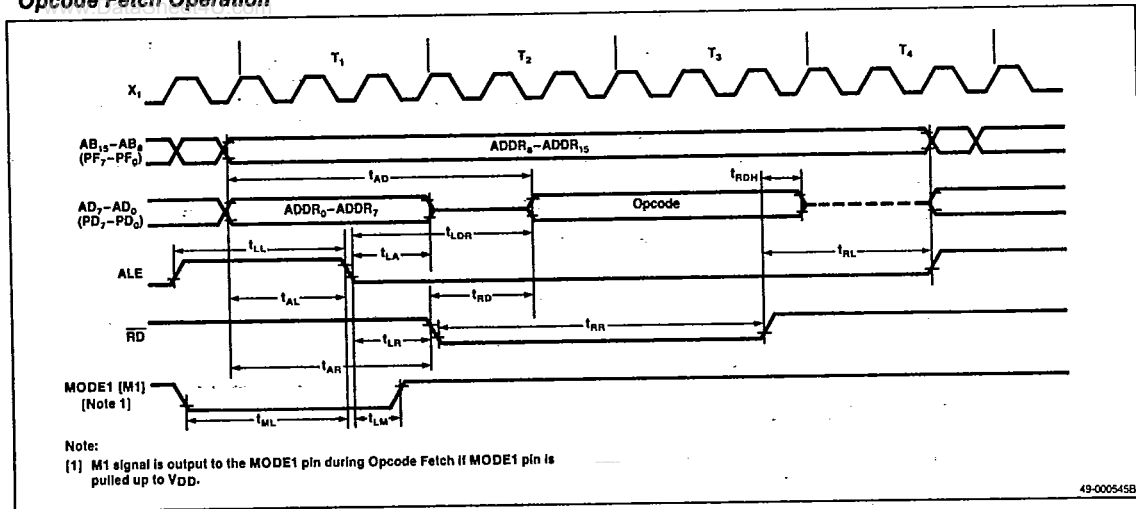 Opcode Fetch Operation
www.DataSheet4U.com
T1 T2 T3 T4
X1
AB15–AB8
(PF7–PF0)
ADDR8–ADDR15
tAD
tRDH
AD7–AD0
(PD7–PD0)
ADDR0–ADDR7
Opcode
tLL
tLDR
tLA
tRL
ALE
tAL
tRD
RD
tLR
tRR
tAR
MODE1 [M1]
[Note 1]
tML
tLM
Note:
[1] M1 signal is output to the MODE1 pin during Opcode Fetch if MODE1 pin is
pulled up to VDD.
49-000545B